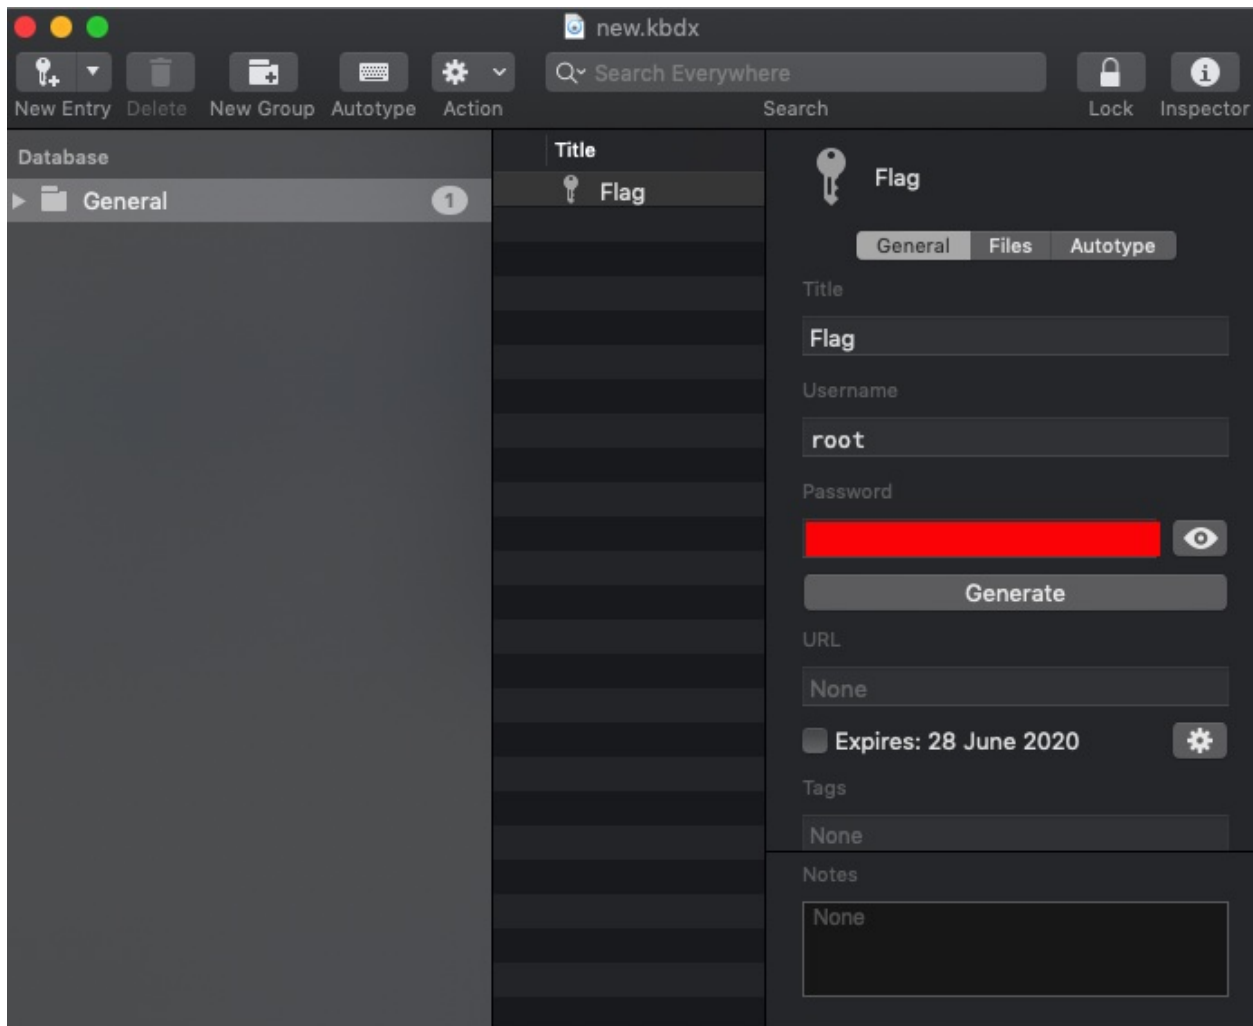 new.kbdx
Search Everywhere
New Entry Delete New Group Autotype Action Search Lock Inspector
Database
General 1
Title
Flag
Flag
General Files Autotype
Title
Flag
Username
root
Password
Generate
URL
None
Expires: 28 June 2020
Tags
None
Notes
None